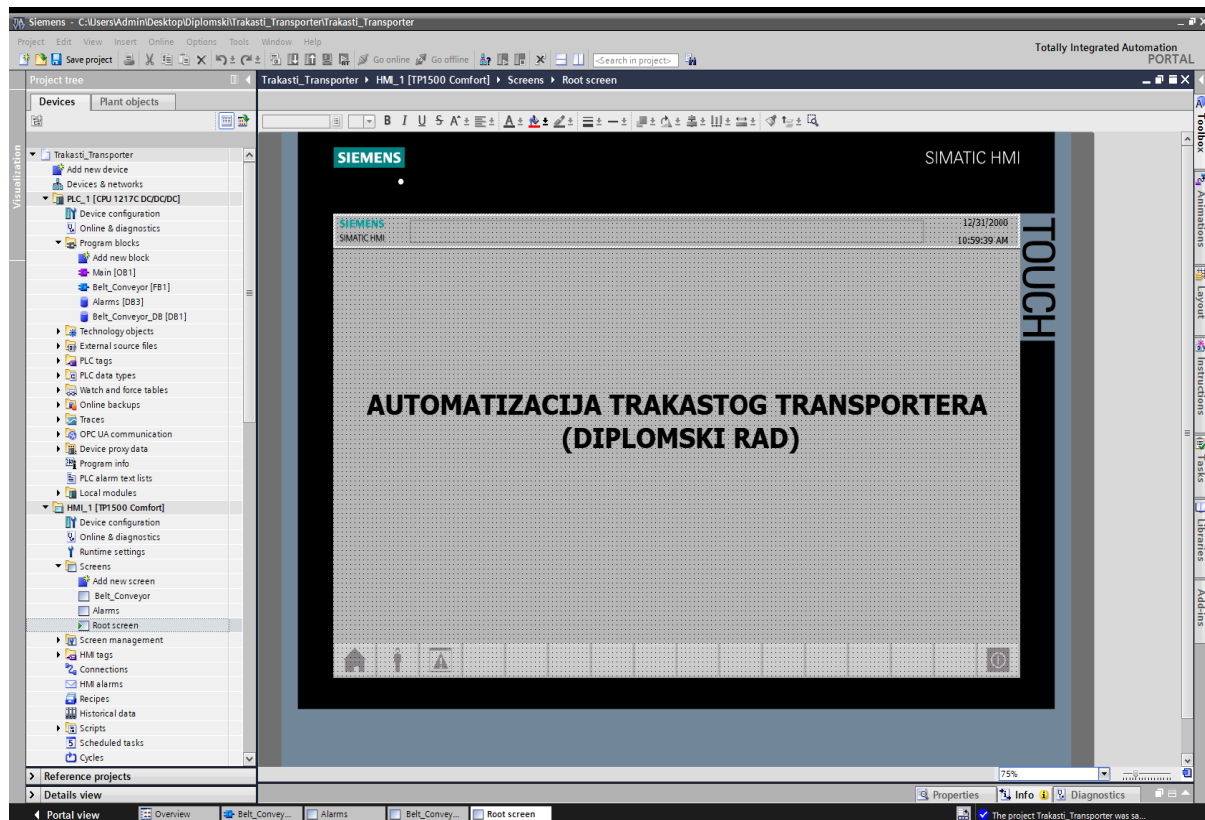 Siemens - C:\Users\Admin\Desktop\Diplomski\Trakasti_Transporter\Trakasti_Transporter
Project Edit View Insert Online Options Tools Window Help
Totally Integrated Automation
PORTAL
Save project
Go online
Go offline
<Search in project>
Project tree
Trakasti_Transporter HMI_1 [TP1500 Comfort] Screens Root screen
Devices Plant objects
B I U S A
Visualization
Trakasti_Transporter
Add new device
Devices & networks
PLC_1 [CPU 1217C DC/DC/DC]
Device configuration
Online & diagnostics
Program blocks
Add new block
Main [OB1]
Belt_Conveyor [FB1]
Alarms [DB3]
Belt_Conveyor_DB [DB1]
Technology objects
External source files
PLC tags
PLC data types
Watch and force tables
Online backups
Traces
OPC UA communication
Device proxy data
Program info
PLC alarm text lists
Local modules
HMI_1 [TP1500 Comfort]
Device configuration
Online & diagnostics
Runtime settings
Screens
Add new screen
Belt_Conveyor
Alarms
Root screen
Screen management
HMI tags
Connections
HMI alarms
Recipes
Historical data
Scripts
Scheduled tasks
Cycles
Reference projects
Details view
SIEMENS
SIMATIC HMI
SIEMENS
SIMATIC HMI
12/31/2000
10:59:39 AM
TOUCH
AUTOMATIZACIJA TRAKASTOG TRANSPORTERA
(DIPLOMSKI RAD)
75%
Toolbox
Animations
Layout
Instructions
Tasks
Libraries
Add-ins
Properties Info Diagnostics
Portal view Overview Belt_Convey... Alarms Belt_Convey... Root screen
The project Trakasti_Transporter was sa...